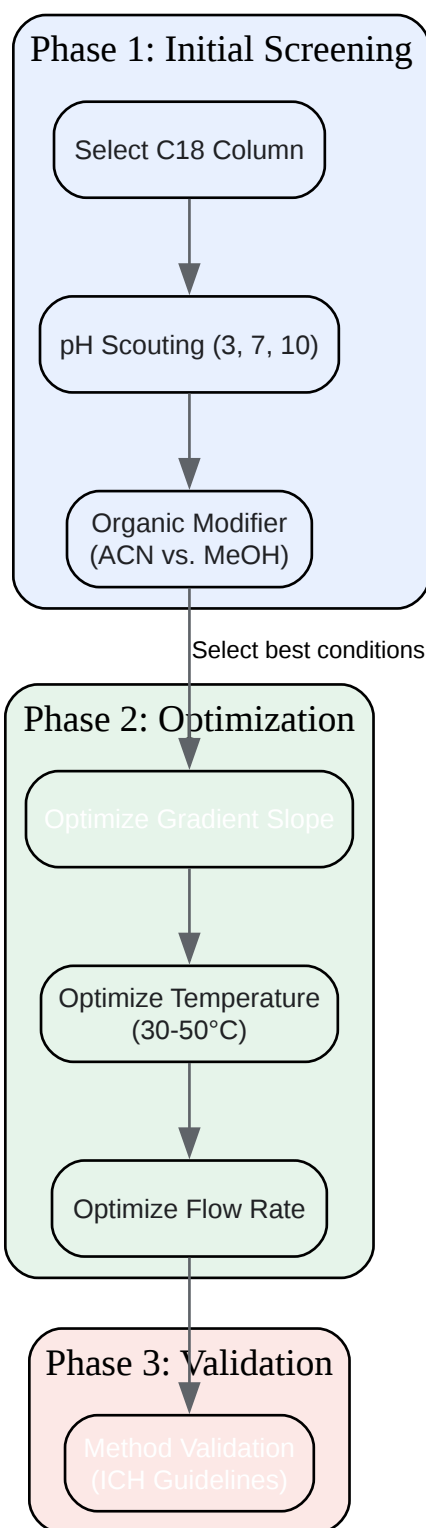 Phase 1: Initial Screening
Select C18 Column
pH Scouting (3, 7, 10)
Organic Modifier
(ACN vs. MeOH)
Select best conditions
Phase 2: Optimization
Optimize Gradient Slope
Optimize Temperature
(30-50°C)
Optimize Flow Rate
Phase 3: Validation
Method Validation
(ICH Guidelines)